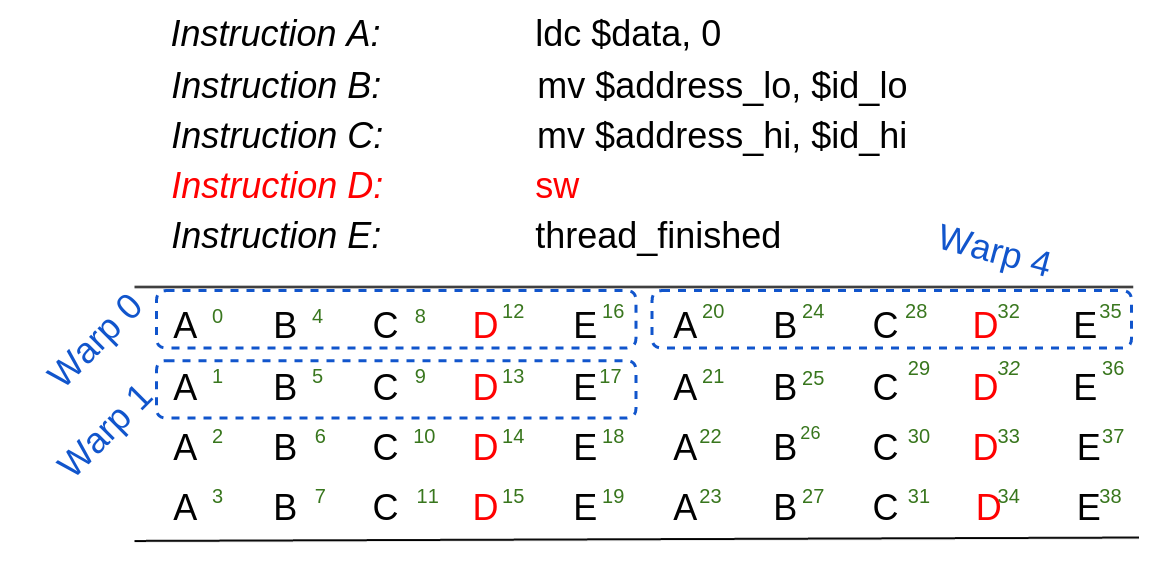 Instruction A: ldc $data, 0
Instruction B: mv $address_lo, $id_lo
Instruction C: mv $address_hi, $id_hi
Instruction D: sw
Instruction E: thread_finished
Warp 4
Warp 0
A 0 B 4 C 8 D 12 E 16 A 20 B 24 C 28 D 32 E 35
Warp 1
A 1 B 5 C 9 D 13 E 17 A 21 B 25 C 29 D 32 E 36
A 2 B 6 C 10 D 14 E 18 A 22 B 26 C 30 D 33 E 37
A 3 B 7 C 11 D 15 E 19 A 23 B 27 C 31 D 34 E 38